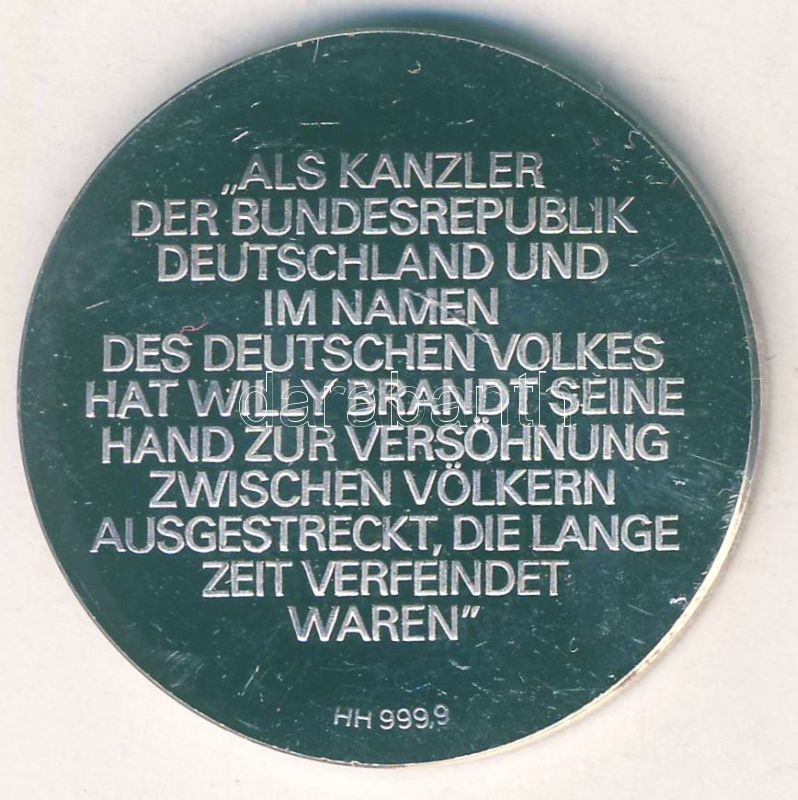 „ALS KANZLER
DER BUNDESREPUBLIK
DEUTSCHLAND UND
IM NAMEN
DES DEUTSCHEN VOLKES
HAT WILLY BRANDT SEINE
darabanth
HAND ZUR VERSÖHNUNG
ZWISCHEN VÖLKERN
AUSGESTRECKT, DIE LANGE
ZEIT VERFEINDET
WAREN”
HH 999,9